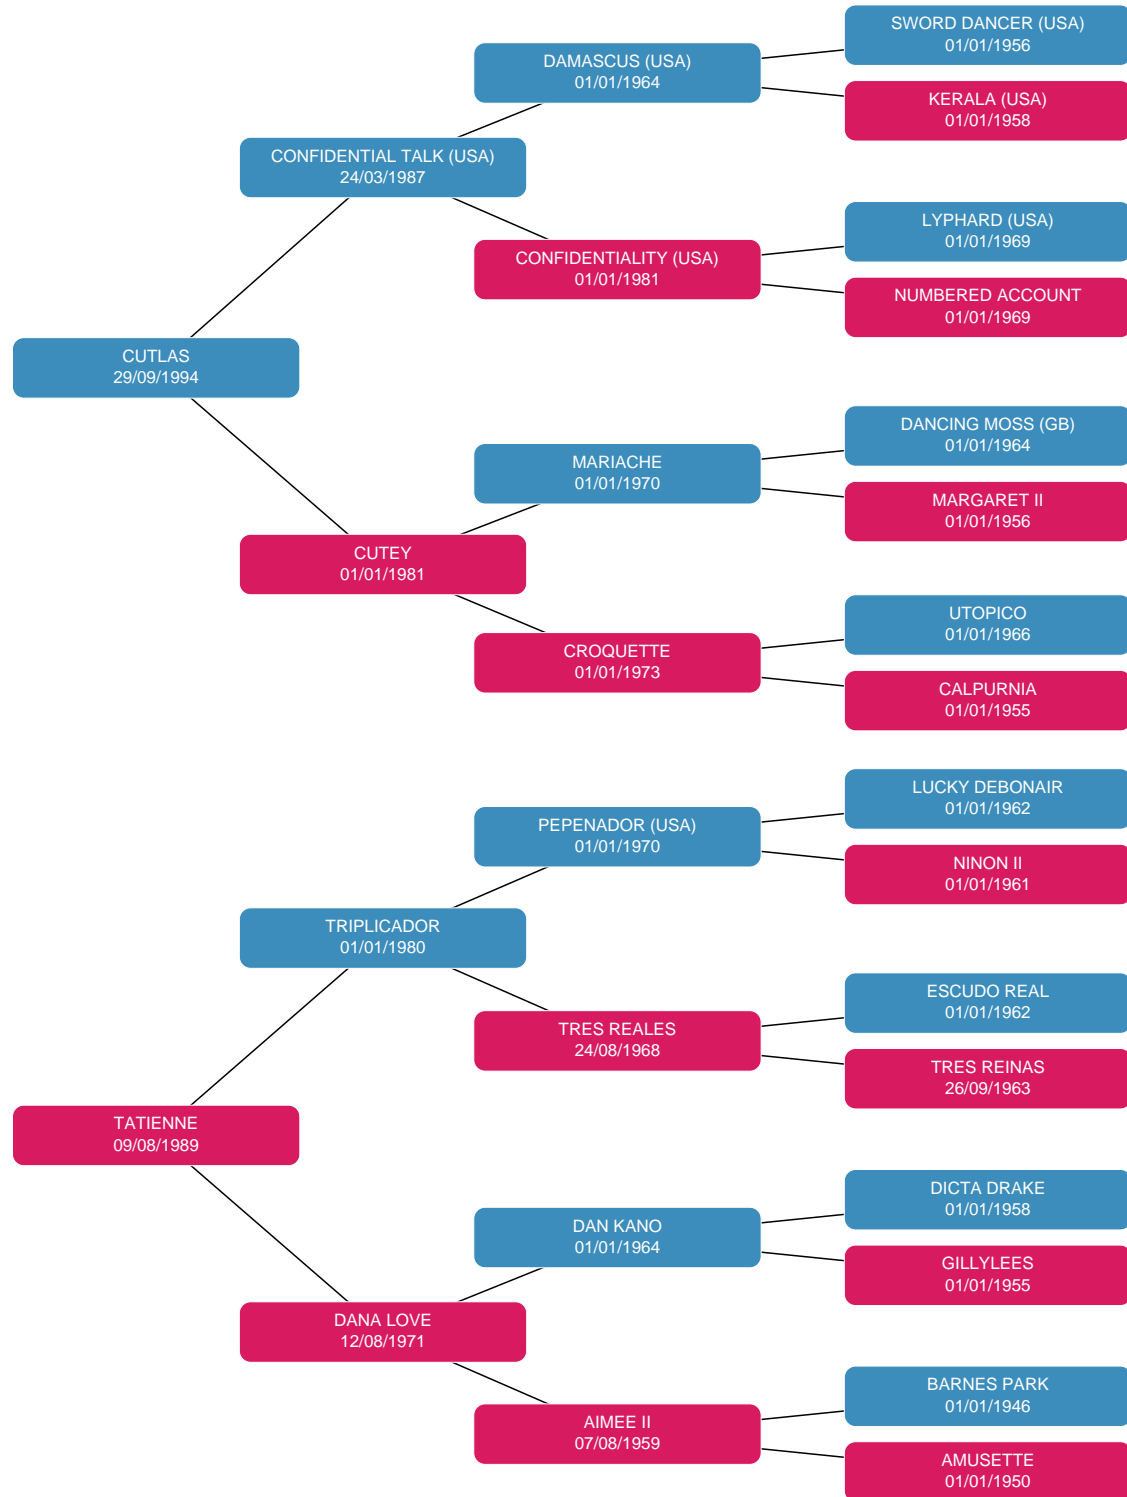 SWORD DANCER (USA)
01/01/1956
DAMASCUS (USA)
01/01/1964
KERALA (USA)
01/01/1958
CONFIDENTIAL TALK (USA)
24/03/1987
LYPHARD (USA)
01/01/1969
CONFIDENTIALITY (USA)
01/01/1981
NUMBERED ACCOUNT
01/01/1969
CUTLAS
29/09/1994
DANCING MOSS (GB)
01/01/1964
MARIACHE
01/01/1970
MARGARET II
01/01/1956
CUTEY
01/01/1981
UTOPICO
01/01/1966
CROQUETTE
01/01/1973
CALPURNIA
01/01/1955
LUCKY DEBONAIR
01/01/1962
PEPENADOR (USA)
01/01/1970
NINON II
01/01/1961
TRIPLICADOR
01/01/1980
ESCUDO REAL
01/01/1962
TRES REALES
24/08/1968
TRES REINAS
26/09/1963
TATIENNE
09/08/1989
DICTA DRAKE
01/01/1958
DAN KANO
01/01/1964
GILLYLEES
01/01/1955
DANA LOVE
12/08/1971
BARNES PARK
01/01/1946
AIMEE II
07/08/1959
AMUSETTE
01/01/1950